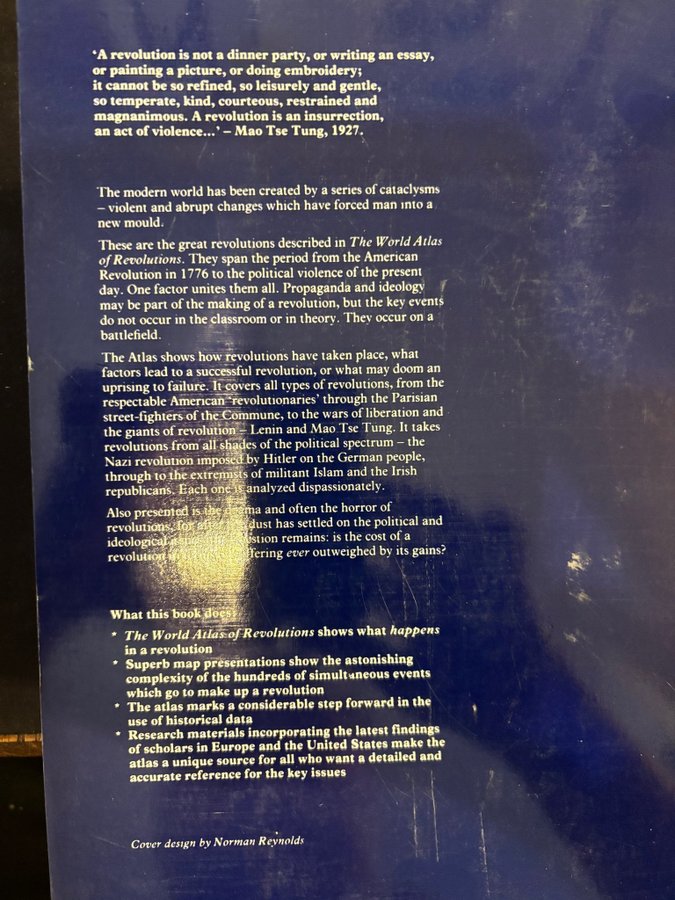 ‘A revolution is not a dinner party, or writing an essay,
or painting a picture, or doing embroidery;
it cannot be so refined, so leisurely and gentle,
so temperate, kind, courteous, restrained and
magnanimous. A revolution is an insurrection,
an act of violence...’ – Mao Tse Tung, 1927.
The modern world has been created by a series of cataclysms
– violent and abrupt changes which have forced man into a
new mould.
These are the great revolutions described in The World Atlas
of Revolutions. They span the period from the American
Revolution in 1776 to the political violence of the present
day. One factor unites them all. Propaganda and ideology
may be part of the making of a revolution, but the key events
do not occur in the classroom or in theory. They occur on a
battlefield.
The Atlas shows how revolutions have taken place, what
factors lead to a successful revolution, or what may doom an
uprising to failure. It covers all types of revolutions, from the
respectable American ‘revolutionaries’ through the Parisian
street-fighters of the Commune, to the wars of liberation and
the giants of revolution – Lenin and Mao Tse Tung. It takes
revolutions from all shades of the political spectrum – the
Nazi revolution imposed by Hitler on the German people,
through to the extremists of militant Islam and the Irish
republicans. Each one is analyzed dispassionately.
Also presented is the drama and often the horror of
revolutions, for dust has settled on the political and
ideological remains: is the cost of a
revolution ever outweighed by its gains?
What this book does:
* The World Atlas of Revolutions shows what happens
in a revolution
* Superb map presentations show the astonishing
complexity of the hundreds of simultaneous events
which go to make up a revolution
* The atlas marks a considerable step forward in the
use of historical data
* Research materials incorporating the latest findings
of scholars in Europe and the United States make the
atlas a unique source for all who want a detailed and
accurate reference for the key issues
Cover design by Norman Reynolds